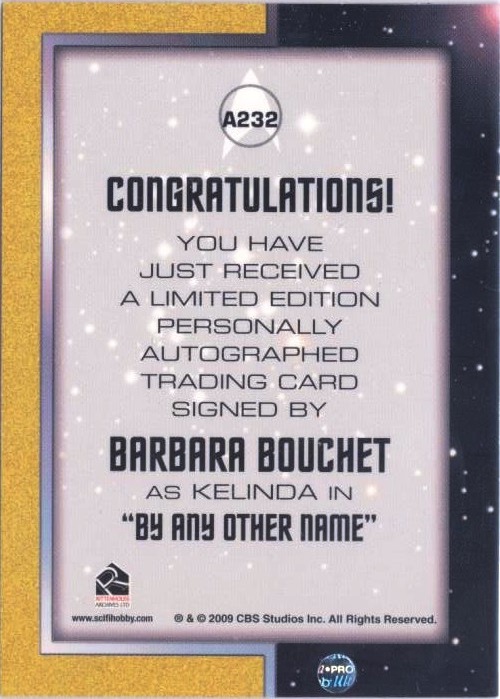 A232
CONGRATULATIONS!
YOU HAVE
JUST RECEIVED
A LIMITED EDITION
PERSONALLY
AUTOGRAPHED
TRADING CARD
SIGNED BY
BARBARA BOUCHET
AS KELINDA IN
“BY ANY OTHER NAME”
RITTENHOUSE
ARCHIVES LTD
www.scifihobby.com ® & © 2009 CBS Studios Inc. All Rights Reserved.
PRO